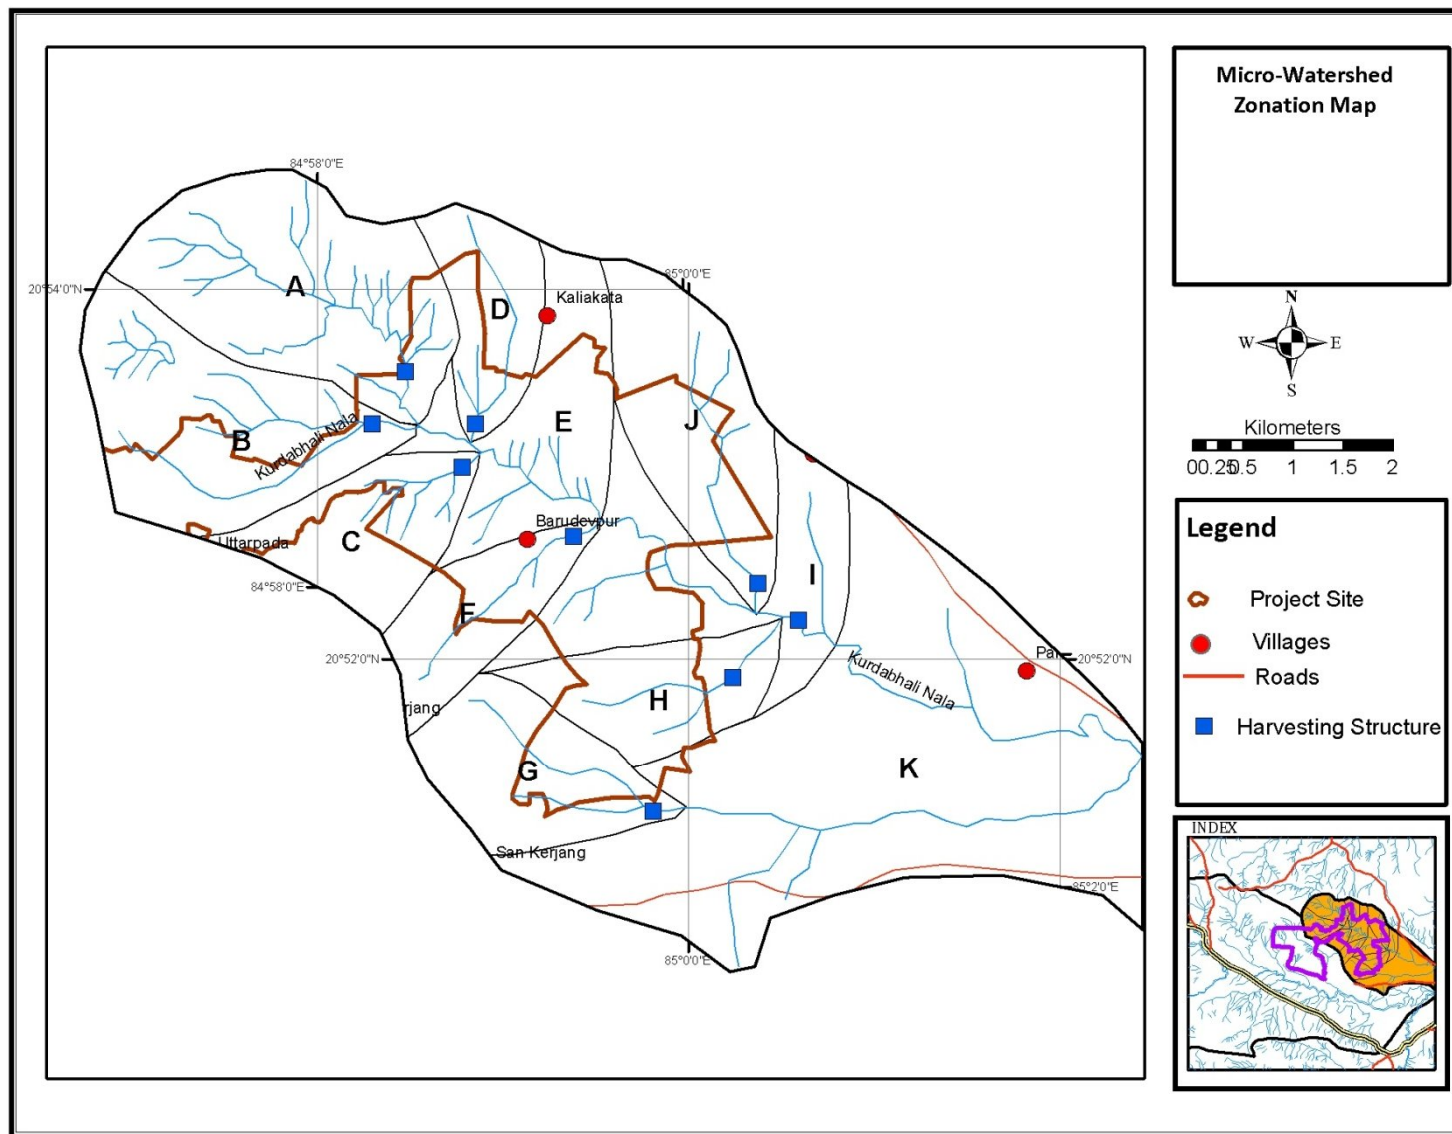 Micro-Watershed
Zonation Map
84°58'0"E
20°54'0"N
A
85°0'0"E
D
Kaliakata
N
W
E
S
B
Kurdabhali Nala
E
J
Kilometers
0 0.25 0.5 1 1.5 2
Uttarpada
C
Barudevpur
Legend
84°58'0"E
F
I
Project Site
Villages
Roads
Harvesting Structure
20°52'0"N
Par
20°52'0"N
Kurdabhali Nala
rjang
H
G
K
San Kerjang
85°2'0"E
85°0'0"E
INDEX